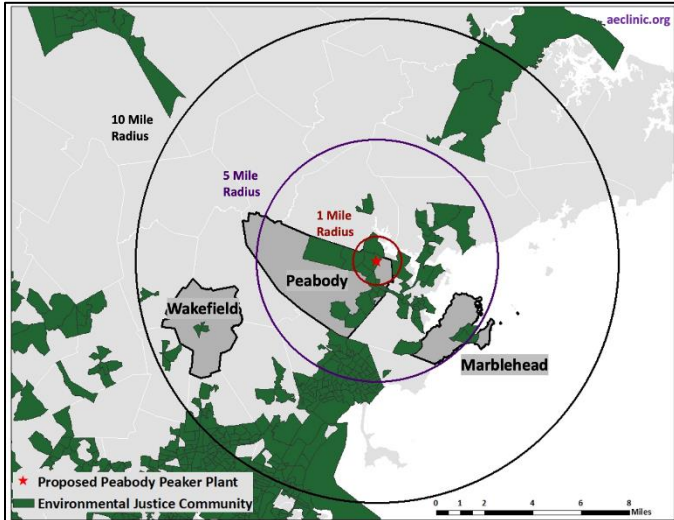 aeclinic.org
10 Mile
Radius
5 Mile
Radius
1 Mile
Radius
Peabody
Wakefield
Marblehead
Proposed Peabody Peaker Plant
Environmental Justice Community
0 1 2 4 6 8
Miles